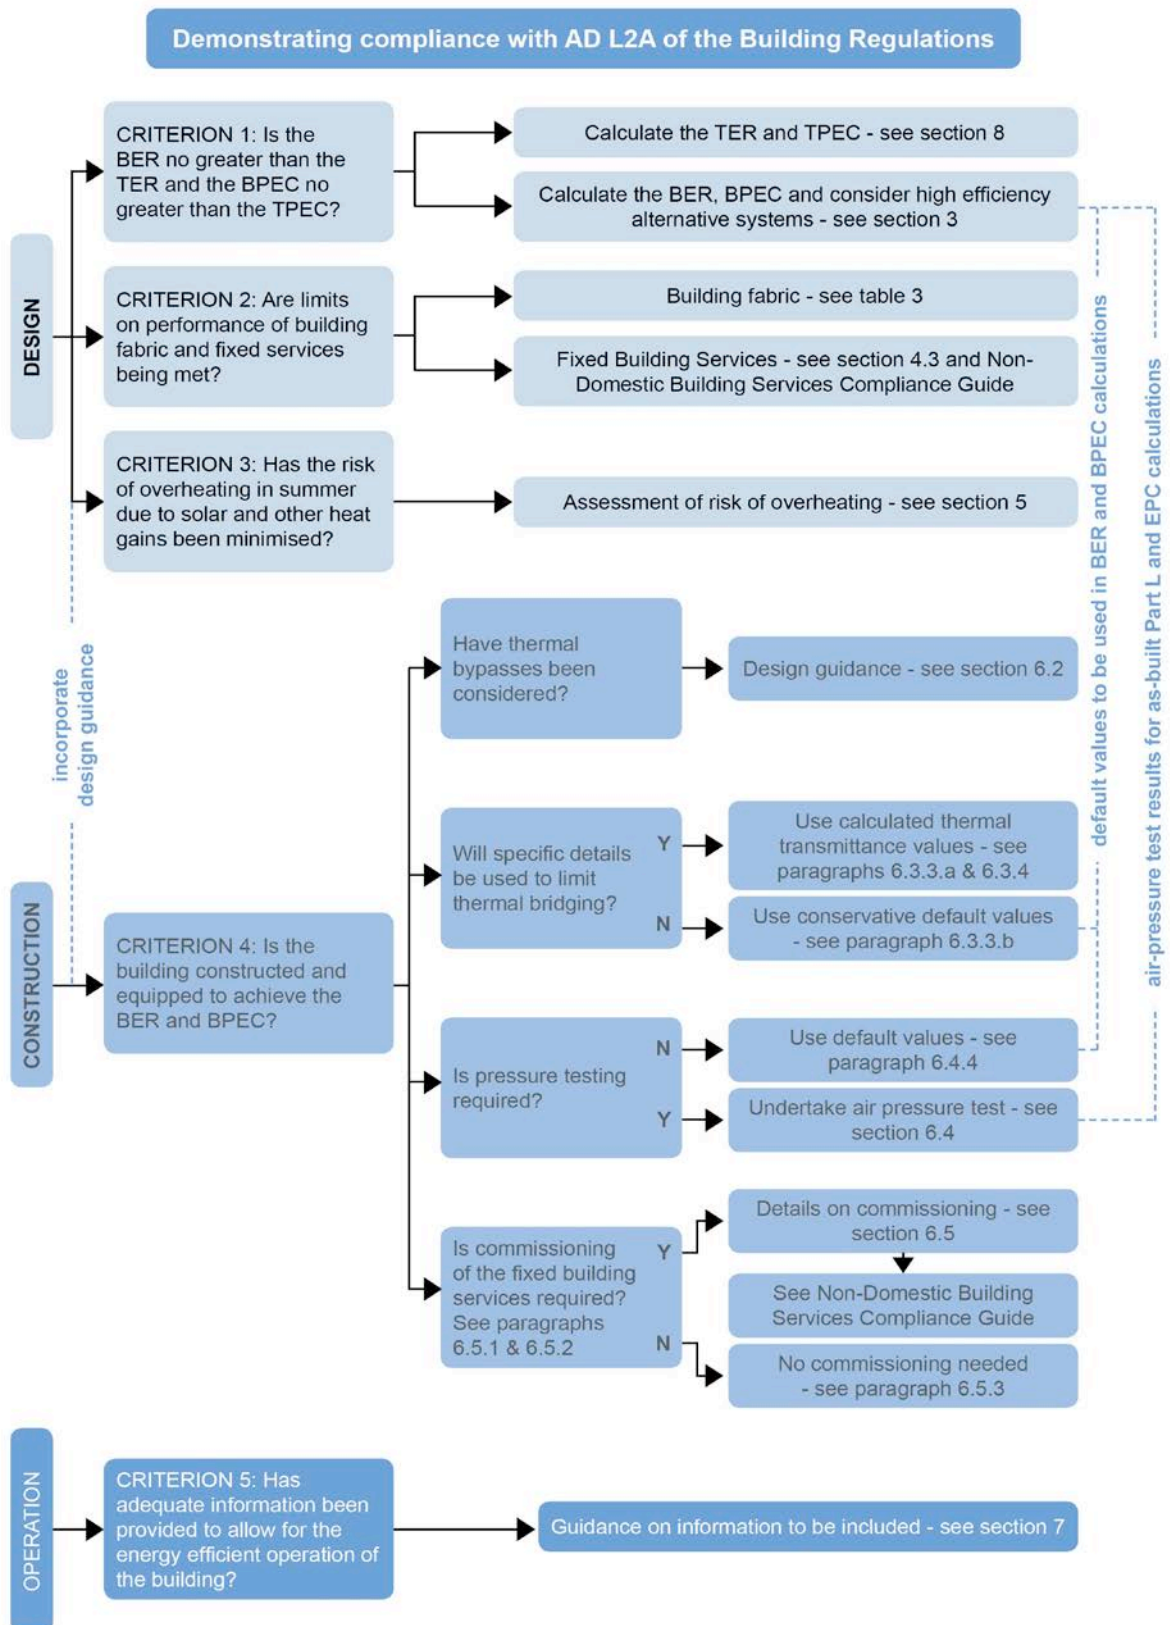 Demonstrating compliance with AD L2A of the Building Regulations
DESIGN
CRITERION 1: Is the
BER no greater than the
TER and the BPEC no
greater than the TPEC?
Calculate the TER and TPEC - see section 8
Calculate the BER, BPEC and consider high efficiency
alternative systems - see section 3
CRITERION 2: Are limits
on performance of building
fabric and fixed services
being met?
Building fabric - see table 3
Fixed Building Services - see section 4.3 and Non-
Domestic Building Services Compliance Guide
CRITERION 3: Has the risk
of overheating in summer
due to solar and other heat
gains been minimised?
Assessment of risk of overheating - see section 5
incorporate
design guidance
default values to be used in BER and BPEC calculations
air-pressure test results for as-built Part L and EPC calculations
CONSTRUCTION
CRITERION 4: Is the
building constructed and
equipped to achieve the
BER and BPEC?
Have thermal
bypasses been
considered?
Design guidance - see section 6.2
Will specific details
be used to limit
thermal bridging?
Y
Use calculated thermal
transmittance values - see
paragraphs 6.3.3.a & 6.3.4
N
Use conservative default values
- see paragraph 6.3.3.b
Is pressure testing
required?
N
Use default values - see
paragraph 6.4.4
Y
Undertake air pressure test - see
section 6.4
Is commissioning
of the fixed building
services required?
See paragraphs
6.5.1 & 6.5.2
Y
Details on commissioning - see
section 6.5
See Non-Domestic Building
Services Compliance Guide
N
No commissioning needed
- see paragraph 6.5.3
OPERATION
CRITERION 5: Has
adequate information been
provided to allow for the
energy efficient operation of
the building?
Guidance on information to be included - see section 7